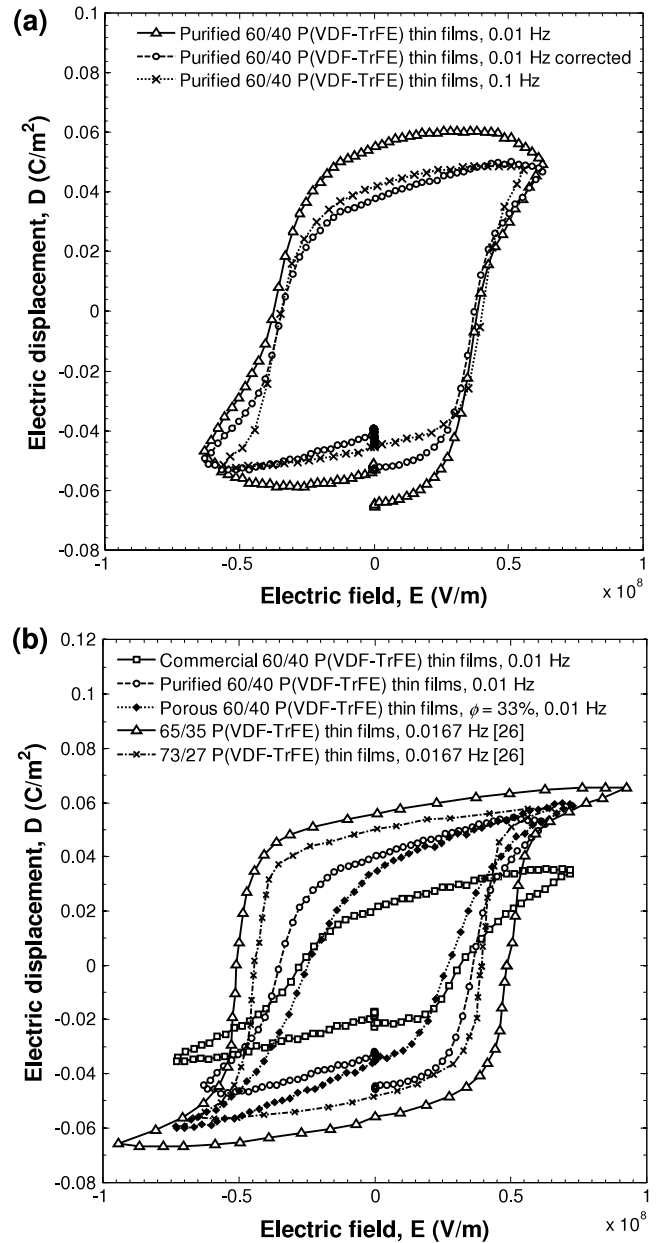 (a)
0.1
Purified 60/40 P(VDF-TrFE) thin films, 0.01 Hz
Purified 60/40 P(VDF-TrFE) thin films, 0.01 Hz corrected
Purified 60/40 P(VDF-TrFE) thin films, 0.1 Hz
0.08
0.06
0.04
0.02
0
-0.02
-0.04
-0.06
-0.08
Electric displacement, D (C/m²)
-1
-0.5
0
0.5
1
Electric field, E (V/m)
x 10⁸
(b)
0.12
Commercial 60/40 P(VDF-TrFE) thin films, 0.01 Hz
Purified 60/40 P(VDF-TrFE) thin films, 0.01 Hz
Porous 60/40 P(VDF-TrFE) thin films, ϕ = 33%, 0.01 Hz
65/35 P(VDF-TrFE) thin films, 0.0167 Hz [26]
73/27 P(VDF-TrFE) thin films, 0.0167 Hz [26]
0.1
0.08
0.06
0.04
0.02
0
-0.02
-0.04
-0.06
-0.08
Electric displacement, D (C/m²)
-1
-0.5
0
0.5
1
Electric field, E (V/m)
x 10⁸